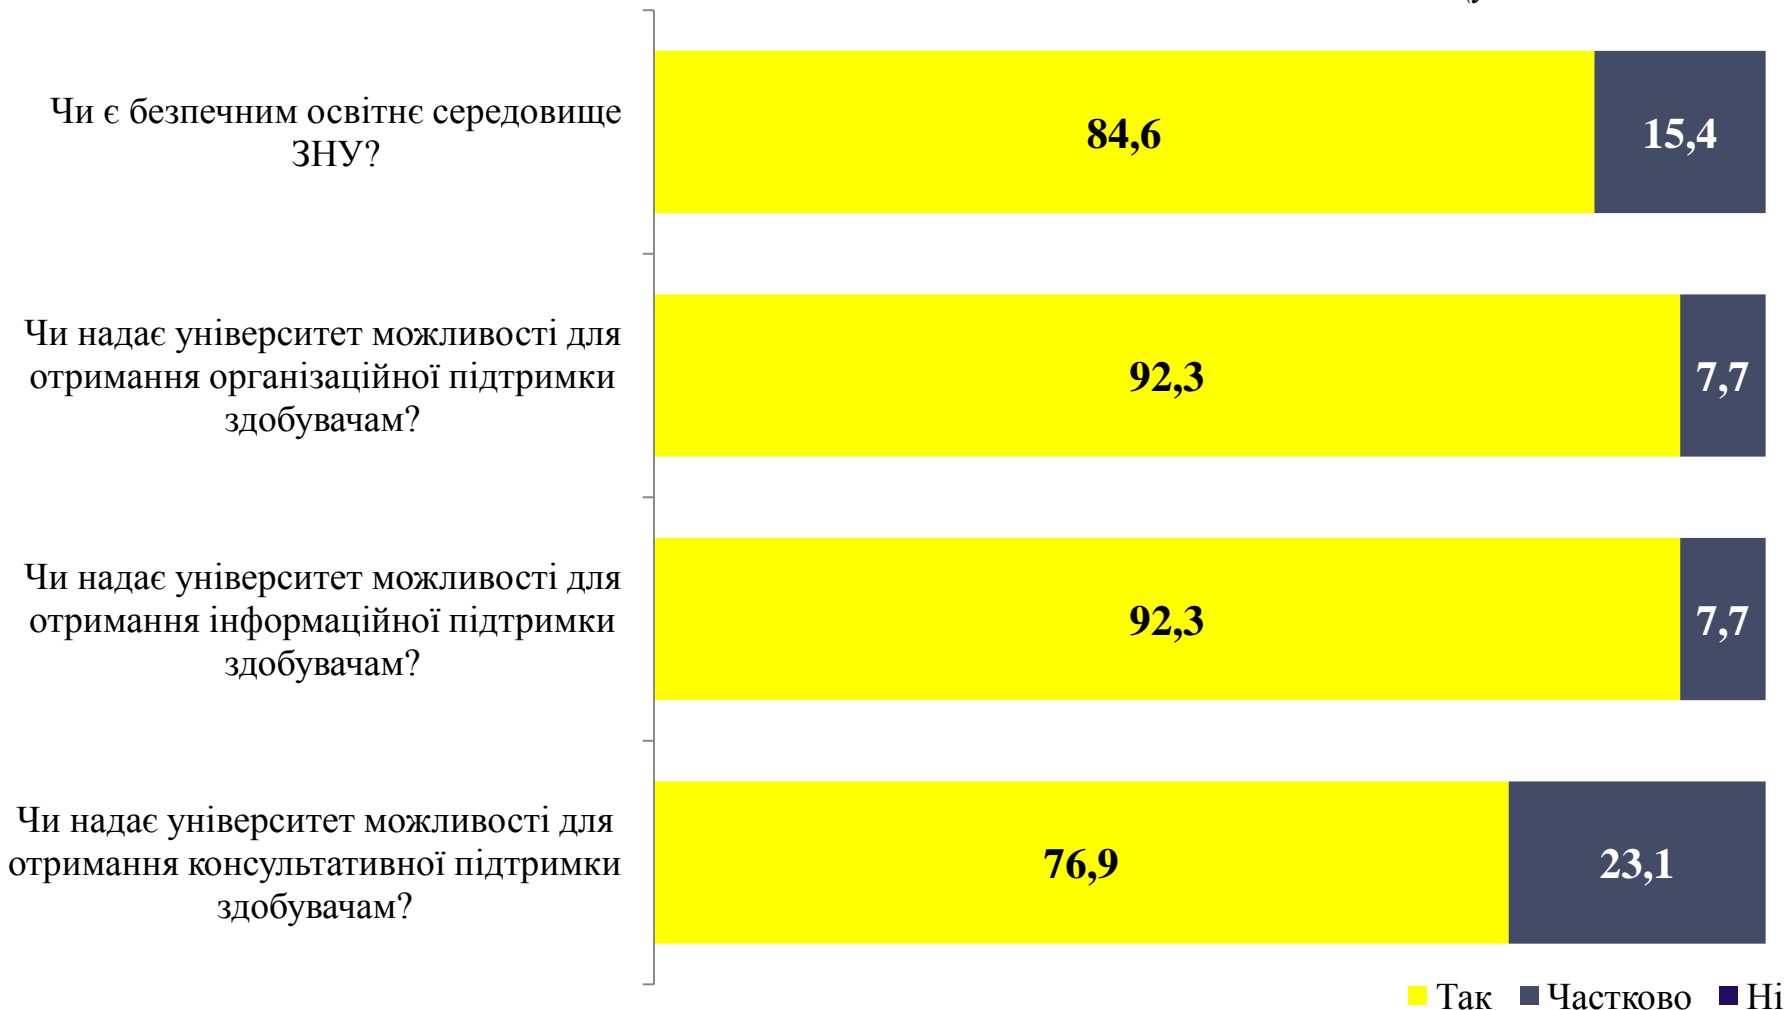 Чи є безпечним освітнє середовище
ЗНУ?
84,6
15,4
Чи надає університет можливості для
отримання організаційної підтримки
здобувачам?
92,3
7,7
Чи надає університет можливості для
отримання інформаційної підтримки
здобувачам?
92,3
7,7
Чи надає університет можливості для
отримання консультативної підтримки
здобувачам?
76,9
23,1
Так
Частково
Ні